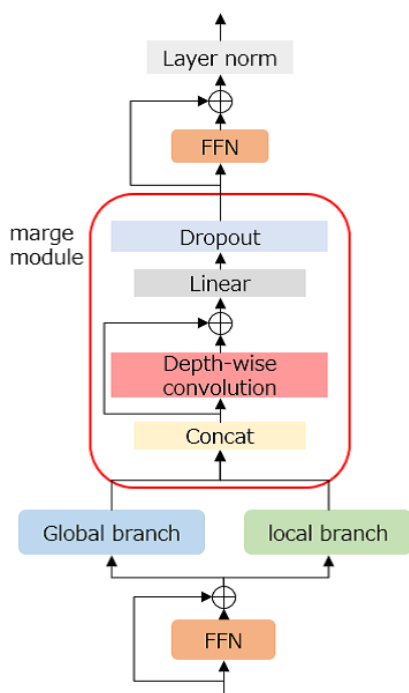 Layer norm
FFN
marge
module
Dropout
Linear
Depth-wise
convolution
Concat
Global branch
local branch
FFN